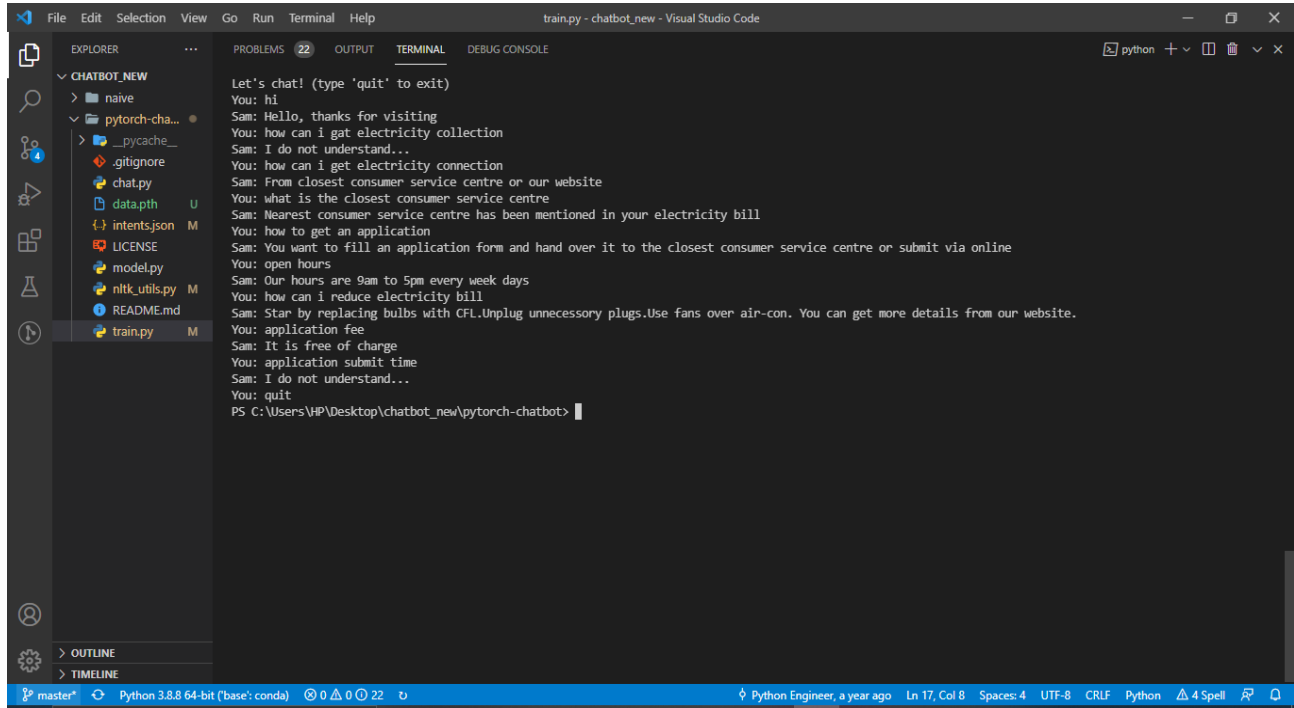 File Edit Selection View Go Run Terminal Help train.py - chatbot_new - Visual Studio Code
EXPLORER ...
PROBLEMS 22 OUTPUT TERMINAL DEBUG CONSOLE
python
CHATBOT_NEW
naive
pytorch-cha...
__pycache__
.gitignore
chat.py
data.pth U
intents.json M
LICENSE
model.py
nltk_utils.py M
README.md
train.py M
4
OUTLINE
TIMELINE
Let's chat! (type 'quit' to exit)
You: hi
Sam: Hello, thanks for visiting
You: how can i gat electricity collection
Sam: I do not understand...
You: how can i get electricity connection
Sam: From closest consumer service centre or our website
You: what is the closest consumer service centre
Sam: Nearest consumer service centre has been mentioned in your electricity bill
You: how to get an application
Sam: You want to fill an application form and hand over it to the closest consumer service centre or submit via online
You: open hours
Sam: Our hours are 9am to 5pm every week days
You: how can i reduce electricity bill
Sam: Star by replacing bulbs with CFL.Unplug unnecessory plugs.Use fans over air-con. You can get more details from our website.
You: application fee
Sam: It is free of charge
You: application submit time
Sam: I do not understand...
You: quit
PS C:\Users\HP\Desktop\chatbot_new\pytorch-chatbot>
master* Python 3.8.8 64-bit ('base': conda) 0 0 22 Python Engineer, a year ago Ln 17, Col 8 Spaces: 4 UTF-8 CRLF Python 4 Spell